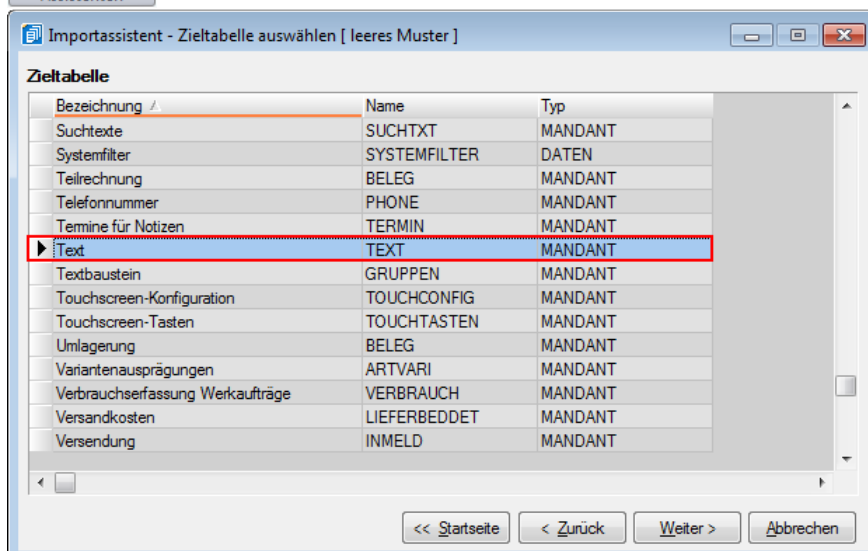 Importassistent - Zieltabelle auswählen [ leeres Muster ]
Zieltabelle
Bezeichnung Name Typ
Suchtexte SUCHTXT MANDANT
Systemfilter SYSTEMFILTER DATEN
Teilrechnung BELEG MANDANT
Telefonnummer PHONE MANDANT
Termine für Notizen TERMIN MANDANT
Text TEXT MANDANT
Textbaustein GRUPPEN MANDANT
Touchscreen-Konfiguration TOUCHCONFIG MANDANT
Touchscreen-Tasten TOUCHTASTEN MANDANT
Umlagerung BELEG MANDANT
Variantenausprägungen ARTVARI MANDANT
Verbrauchserfassung Werkaufträge VERBRAUCH MANDANT
Versandkosten LIEFERBEDDET MANDANT
Versendung INMELD MANDANT
<< Startseite < Zurück Weiter > Abbrechen